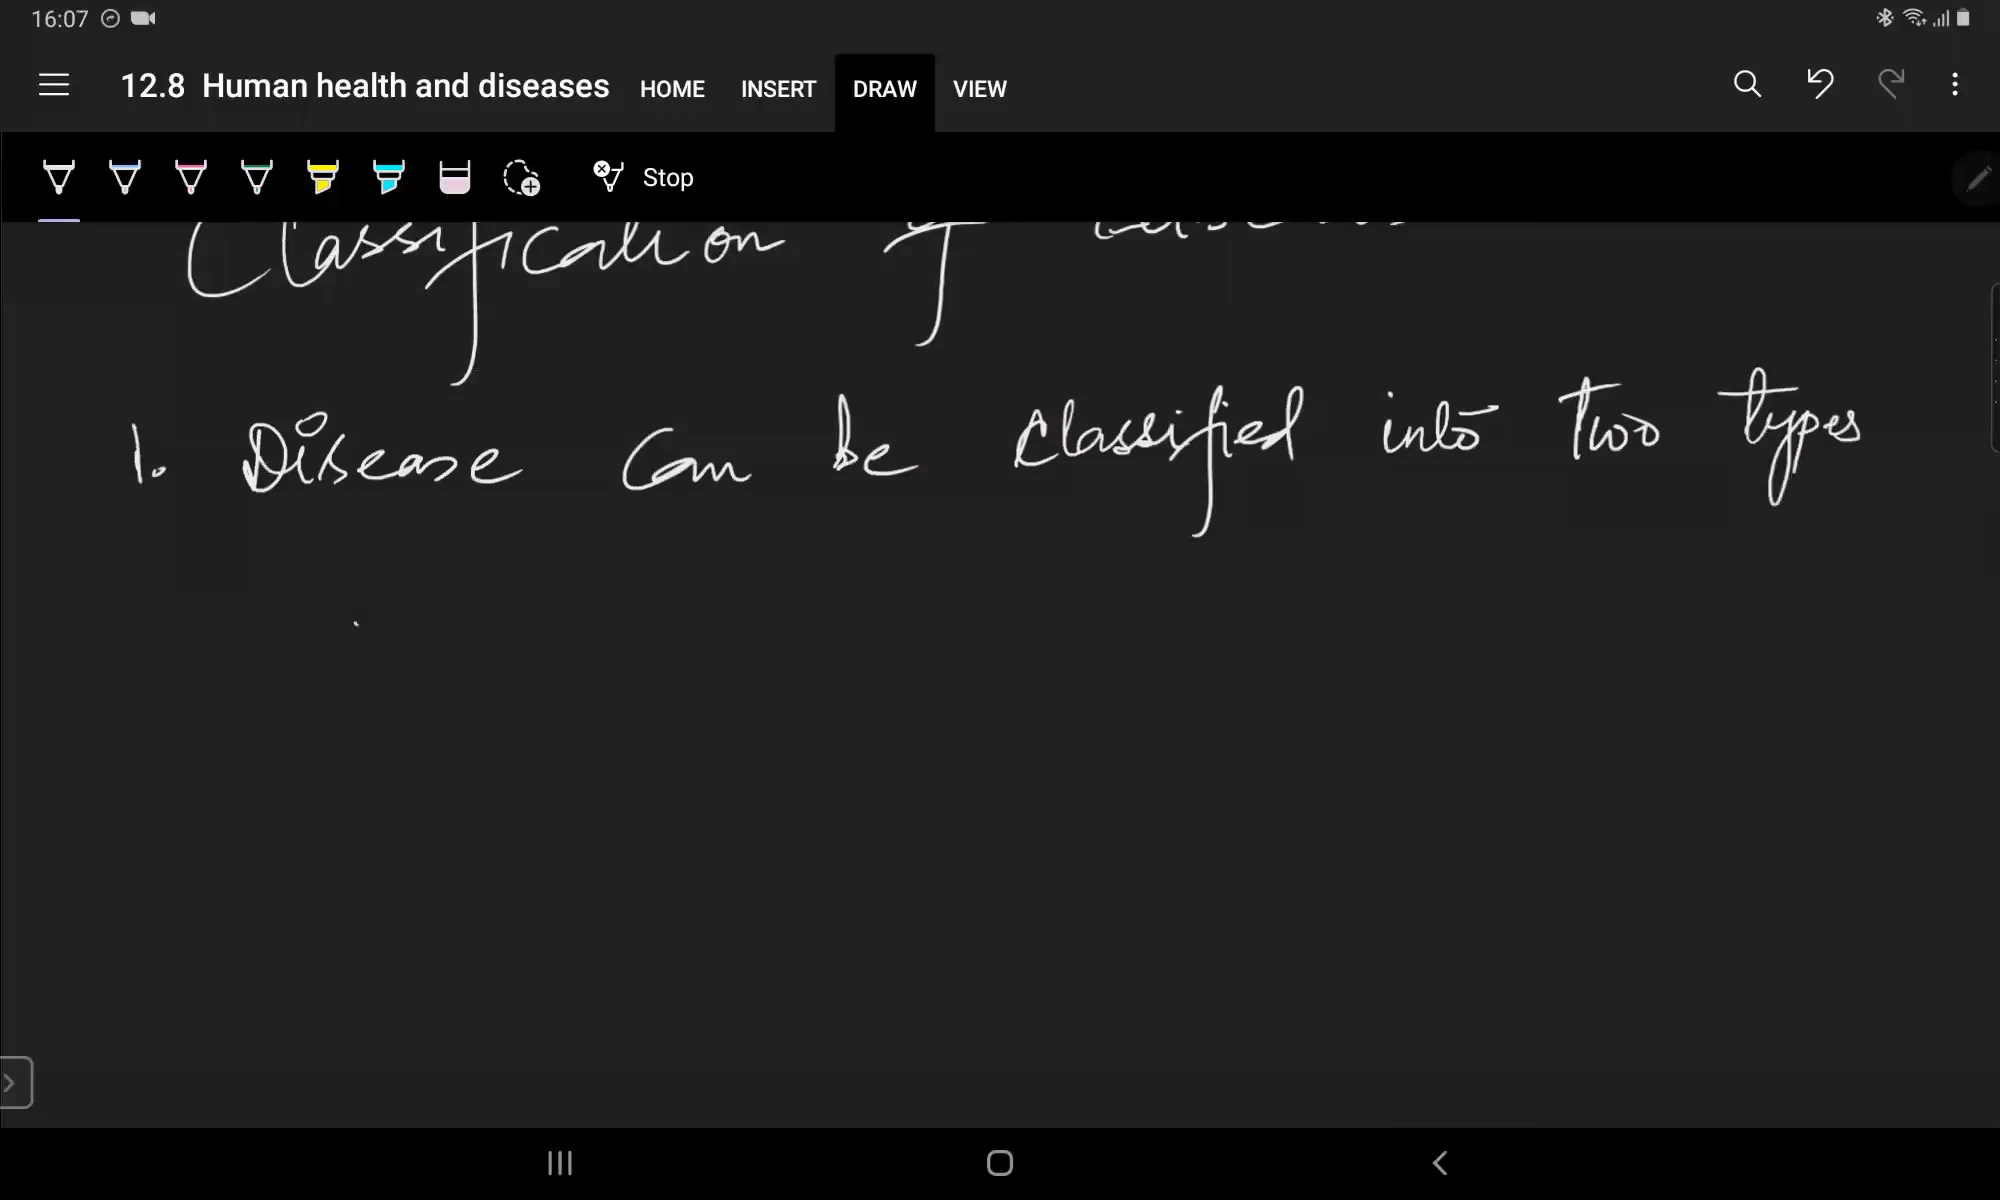 16:07
12.8 Human health and diseases HOME INSERT DRAW VIEW
Stop
Classification of
1. Disease can be classified into two types